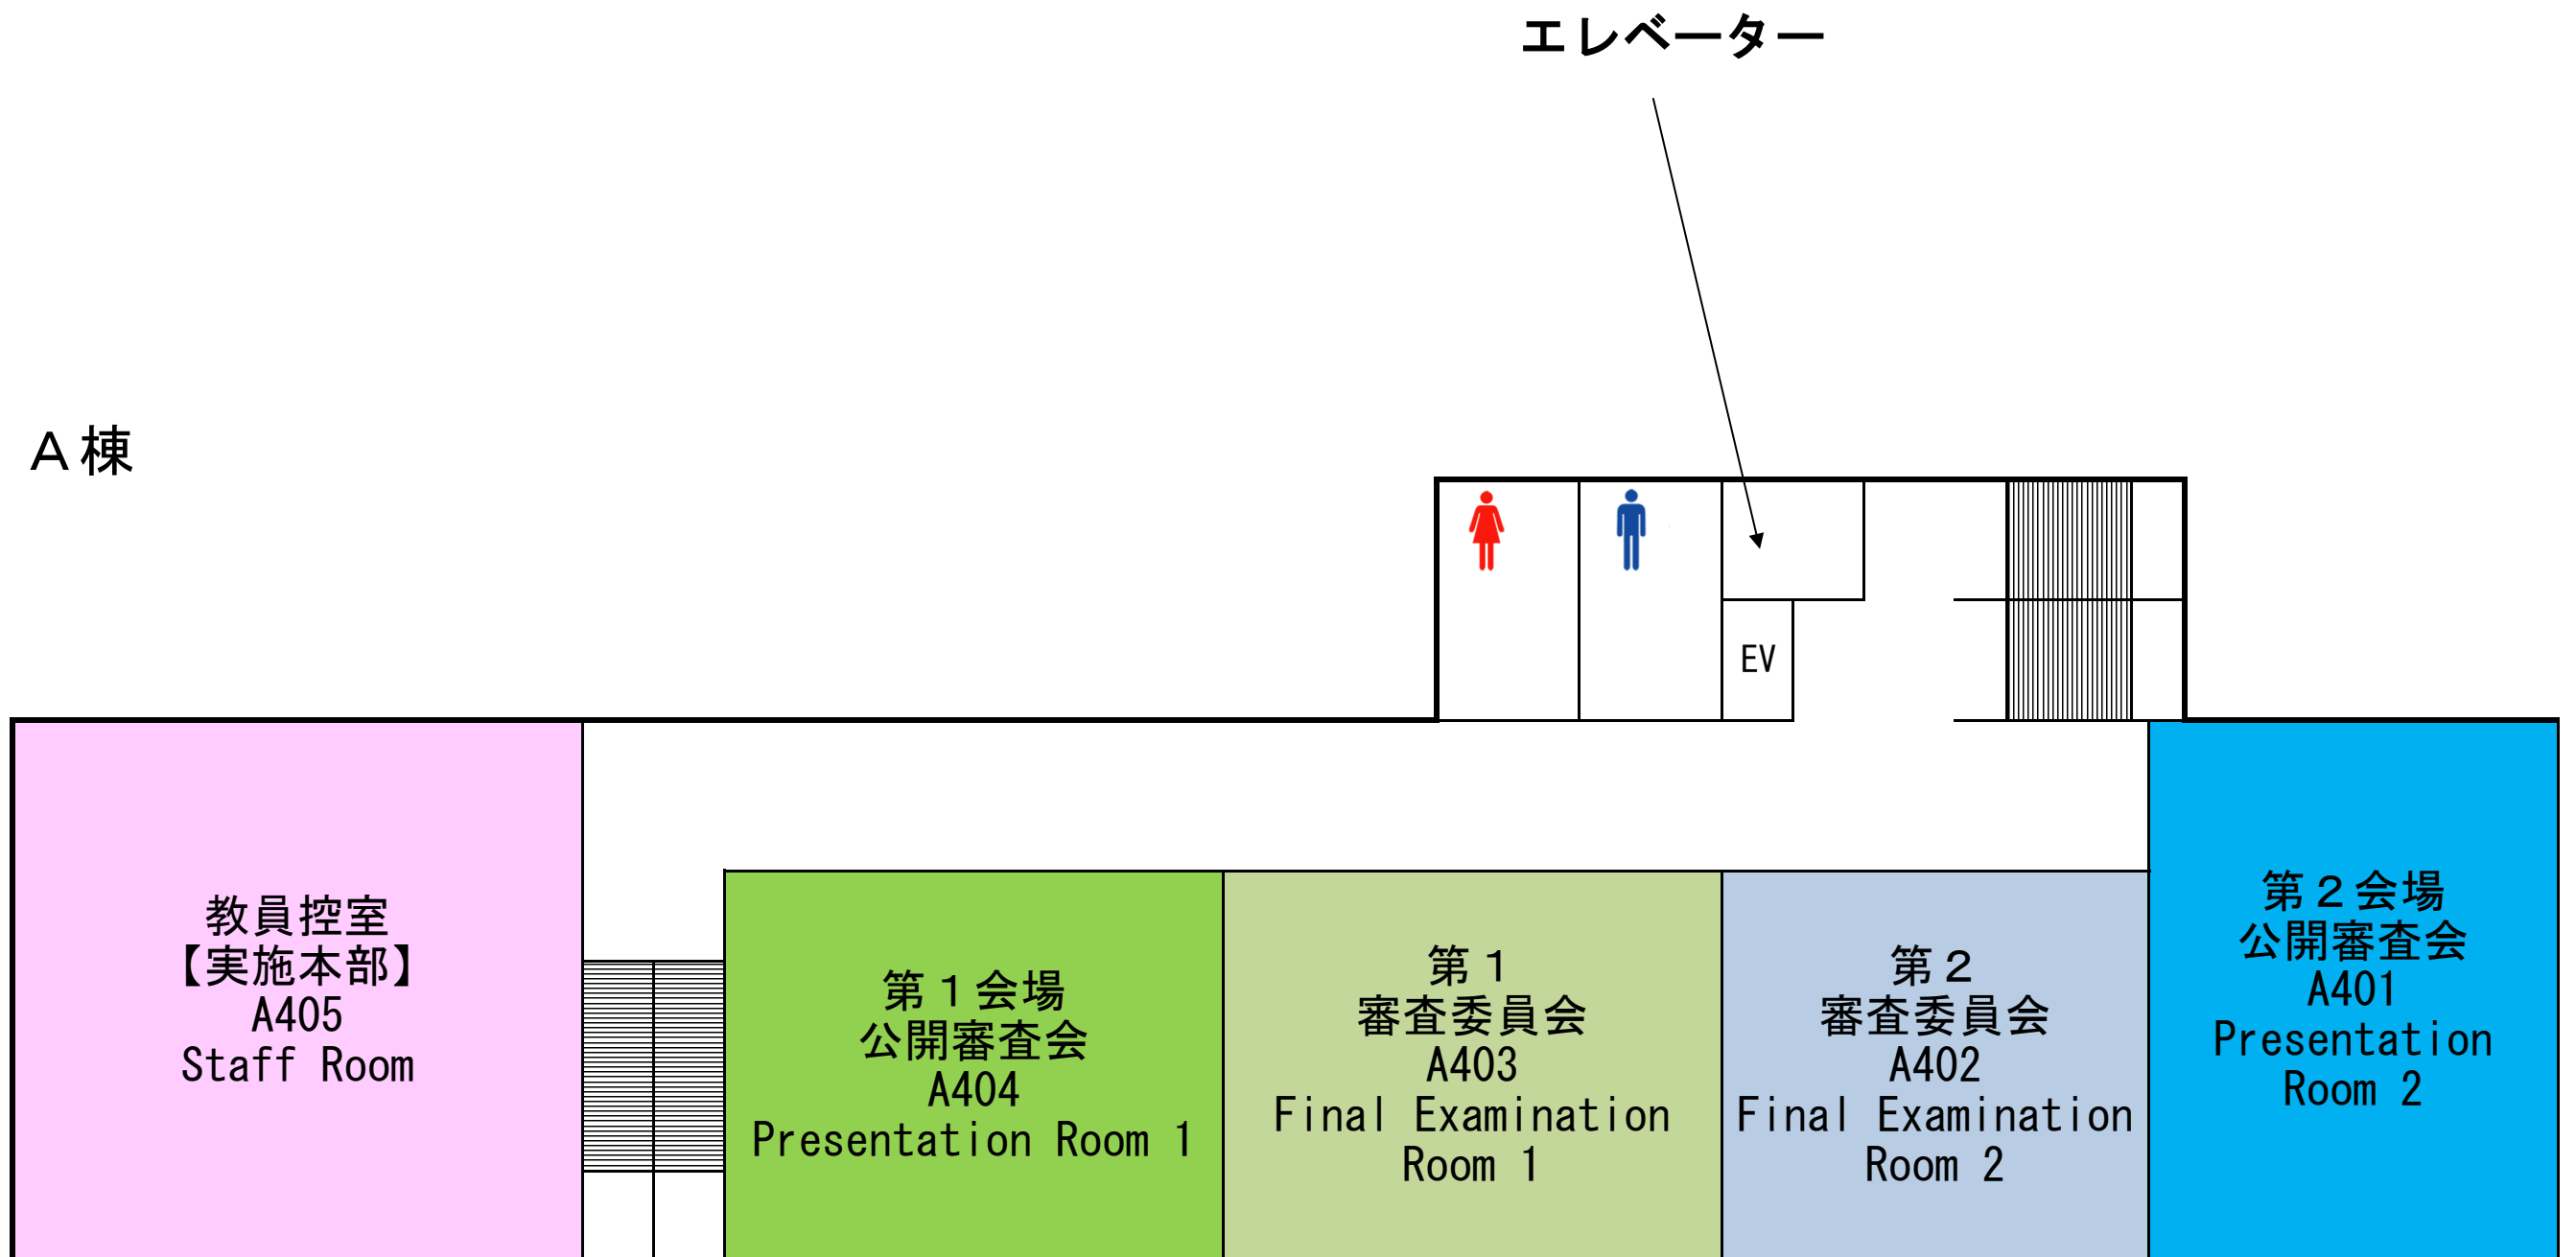 エレベーター
Ａ棟
EV
教員控室
【実施本部】
A405
Staff Room
第１会場
公開審査会
A404
Presentation Room 1
第１
審査委員会
A403
Final Examination
Room 1
第２
審査委員会
A402
Final Examination
Room 2
第２会場
公開審査会
A401
Presentation
Room 2